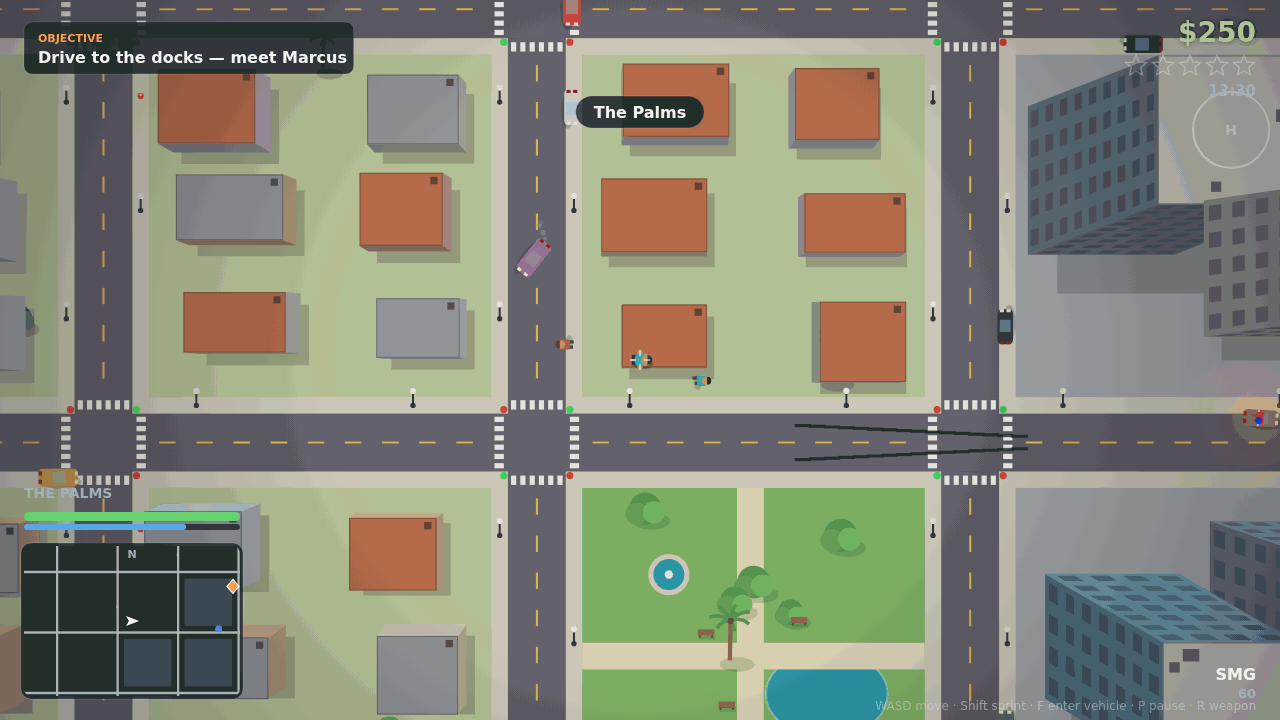 OBJECTIVE
Drive to the docks — meet Marcus
$250
13:30
The Palms
H
THE PALMS
N
SMG
60
WASD move · Shift sprint · F enter vehicle · P pause · R weapon